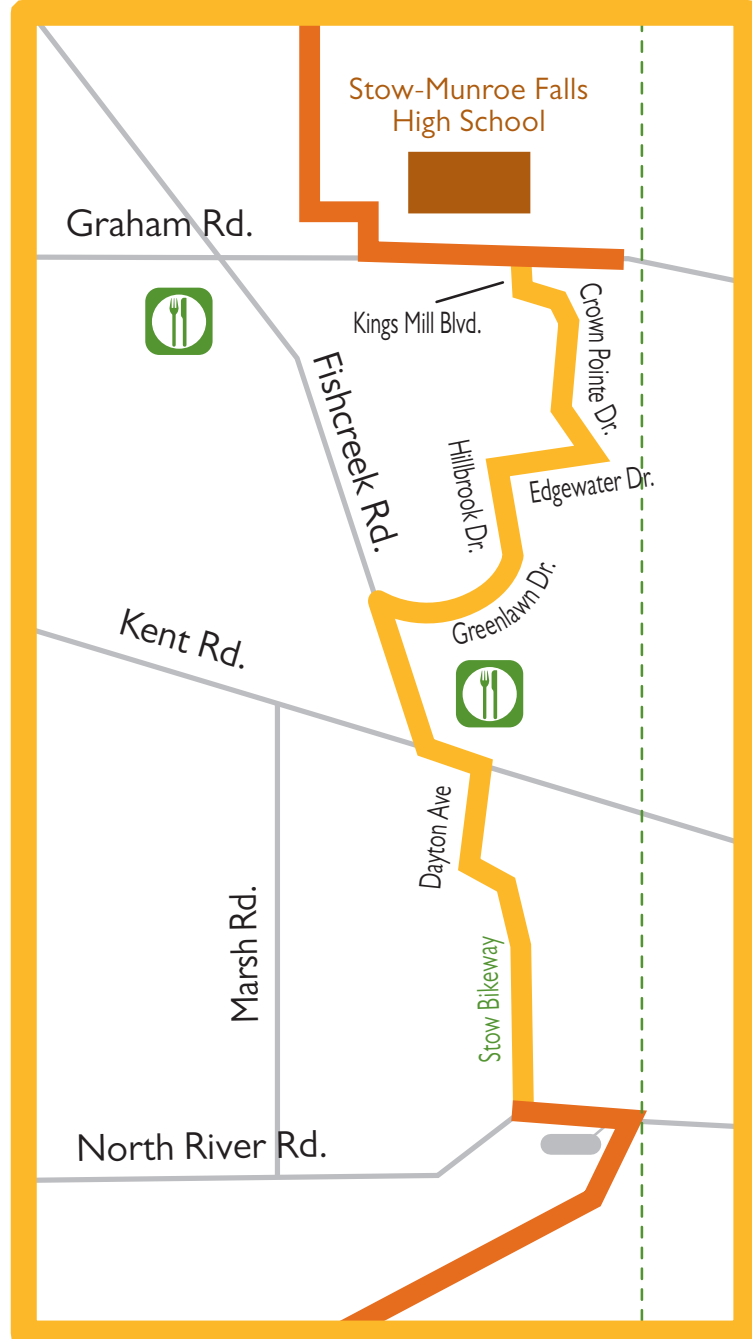 Stow-Munroe Falls
High School
Graham Rd.
Kings Mill Blvd.
Crown Pointe Dr.
Fishcreek Rd.
Hillbrook Dr.
Edgewater Dr.
Greenlawn Dr.
Kent Rd.
Dayton Ave
Marsh Rd.
Stow Bikeway
North River Rd.